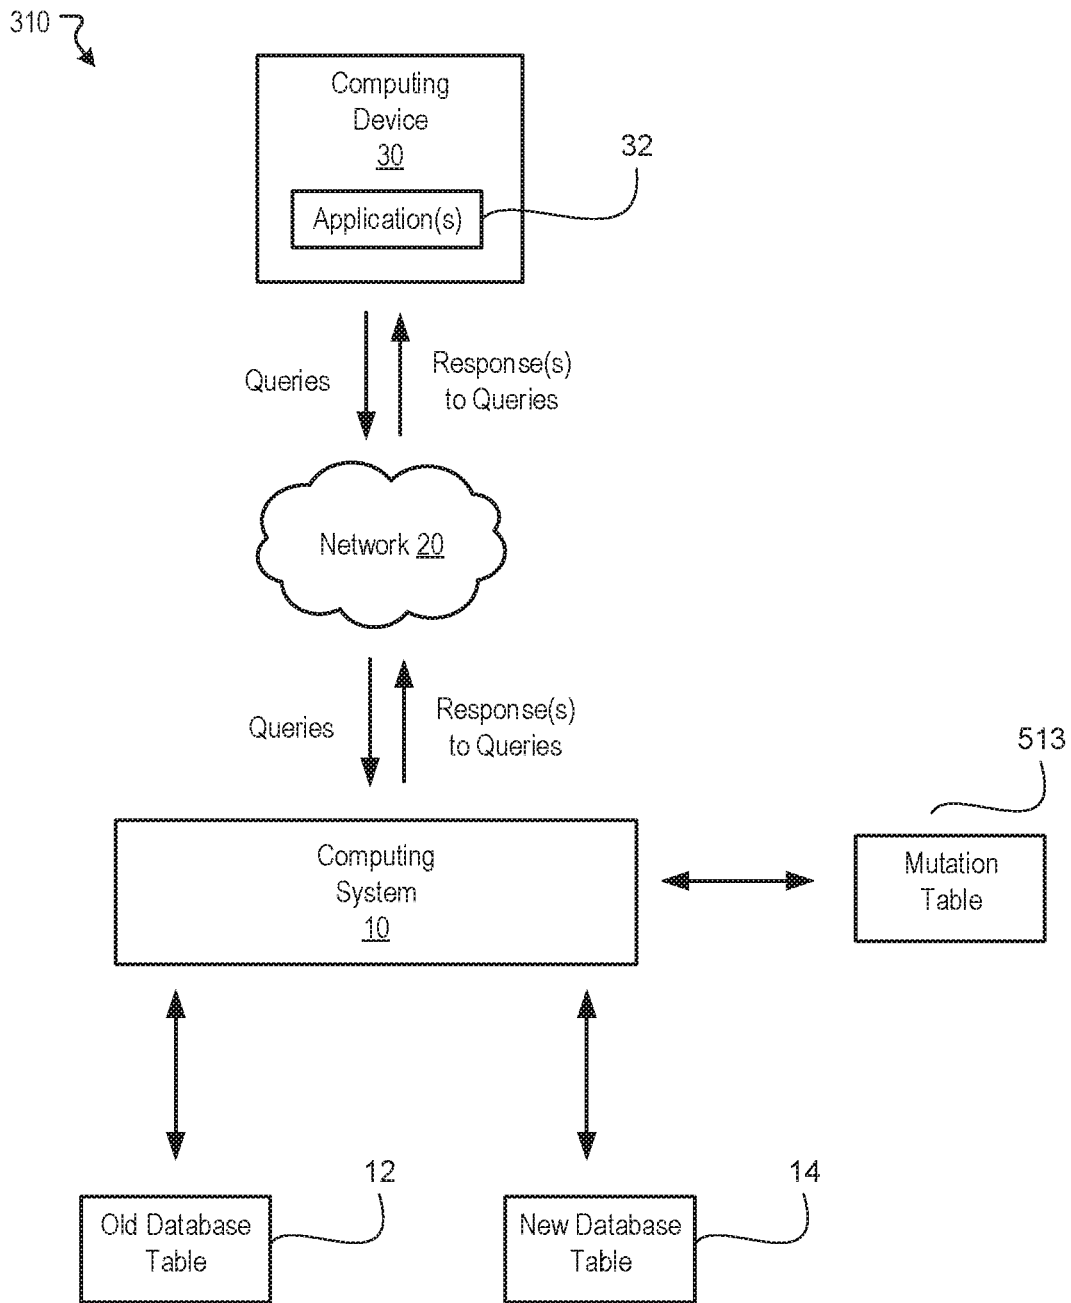 310
Computing
Device
30
32
Application(s)
Queries
Response(s)
to Queries
Network 20
Queries
Response(s)
to Queries
513
Computing
System
10
Mutation
Table
12
14
Old Database
Table
New Database
Table